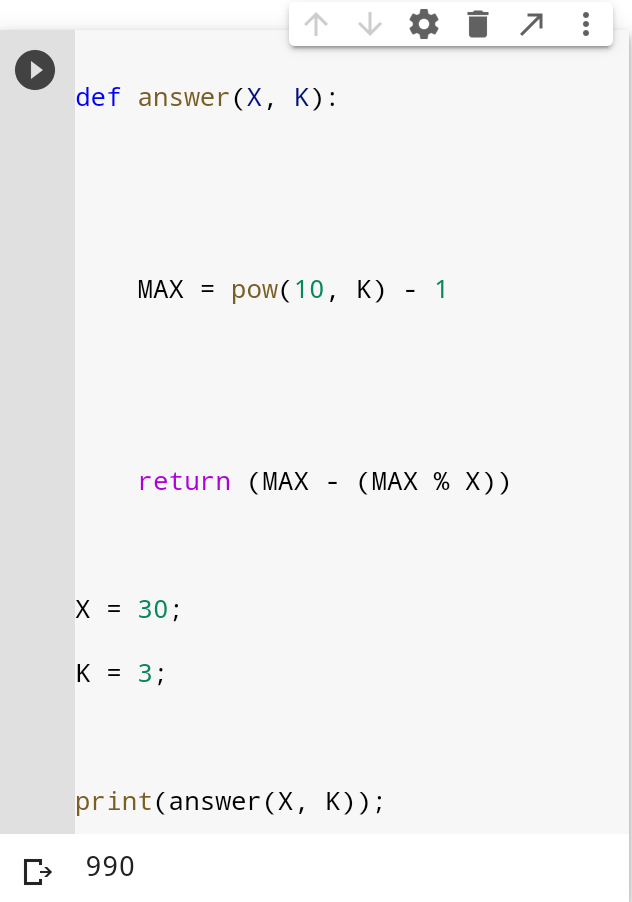 def answer(X, K):
    MAX = pow(10, K) - 1
    return (MAX - (MAX % X))
X = 30;
K = 3;
print(answer(X, K));
990